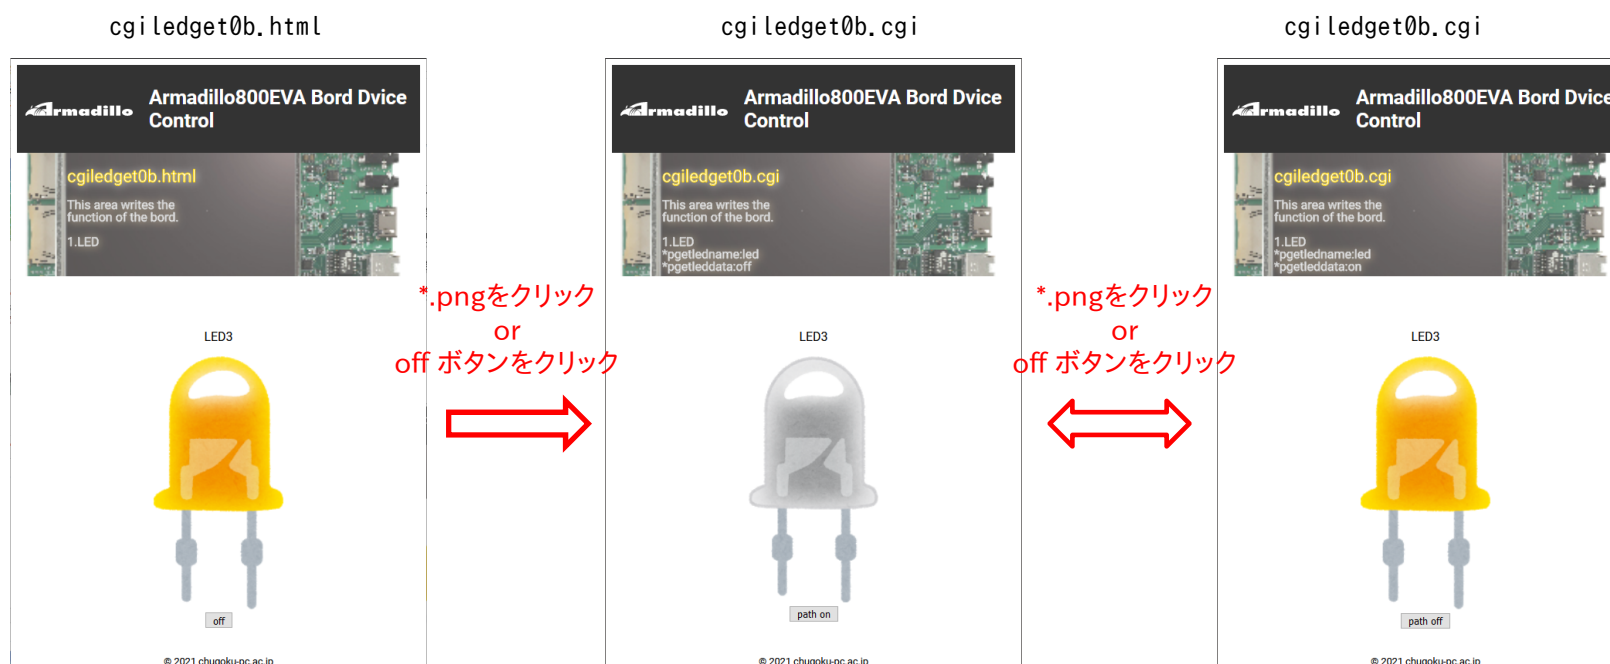 cgiledget0b.html
cgiledget0b.cgi
cgiledget0b.cgi
Armadillo
Armadillo800EVA Bord Dvice
Control
cgiledget0b.html
This area writes the
function of the bord.
1.LED
LED3
off
© 2021 chugoku-pc.ac.jp
*.pngをクリック
or
off ボタンをクリック
Armadillo
Armadillo800EVA Bord Dvice
Control
cgiledget0b.cgi
This area writes the
function of the bord.
1.LED
*pgetledname:led
*pgetleddata:off
LED3
path on
© 2021 chugoku-pc.ac.jp
*.pngをクリック
or
off ボタンをクリック
Armadillo
Armadillo800EVA Bord Dvice
Control
cgiledget0b.cgi
This area writes the
function of the bord.
1.LED
*pgetledname:led
*pgetleddata:on
LED3
path off
© 2021 chugoku-pc.ac.jp